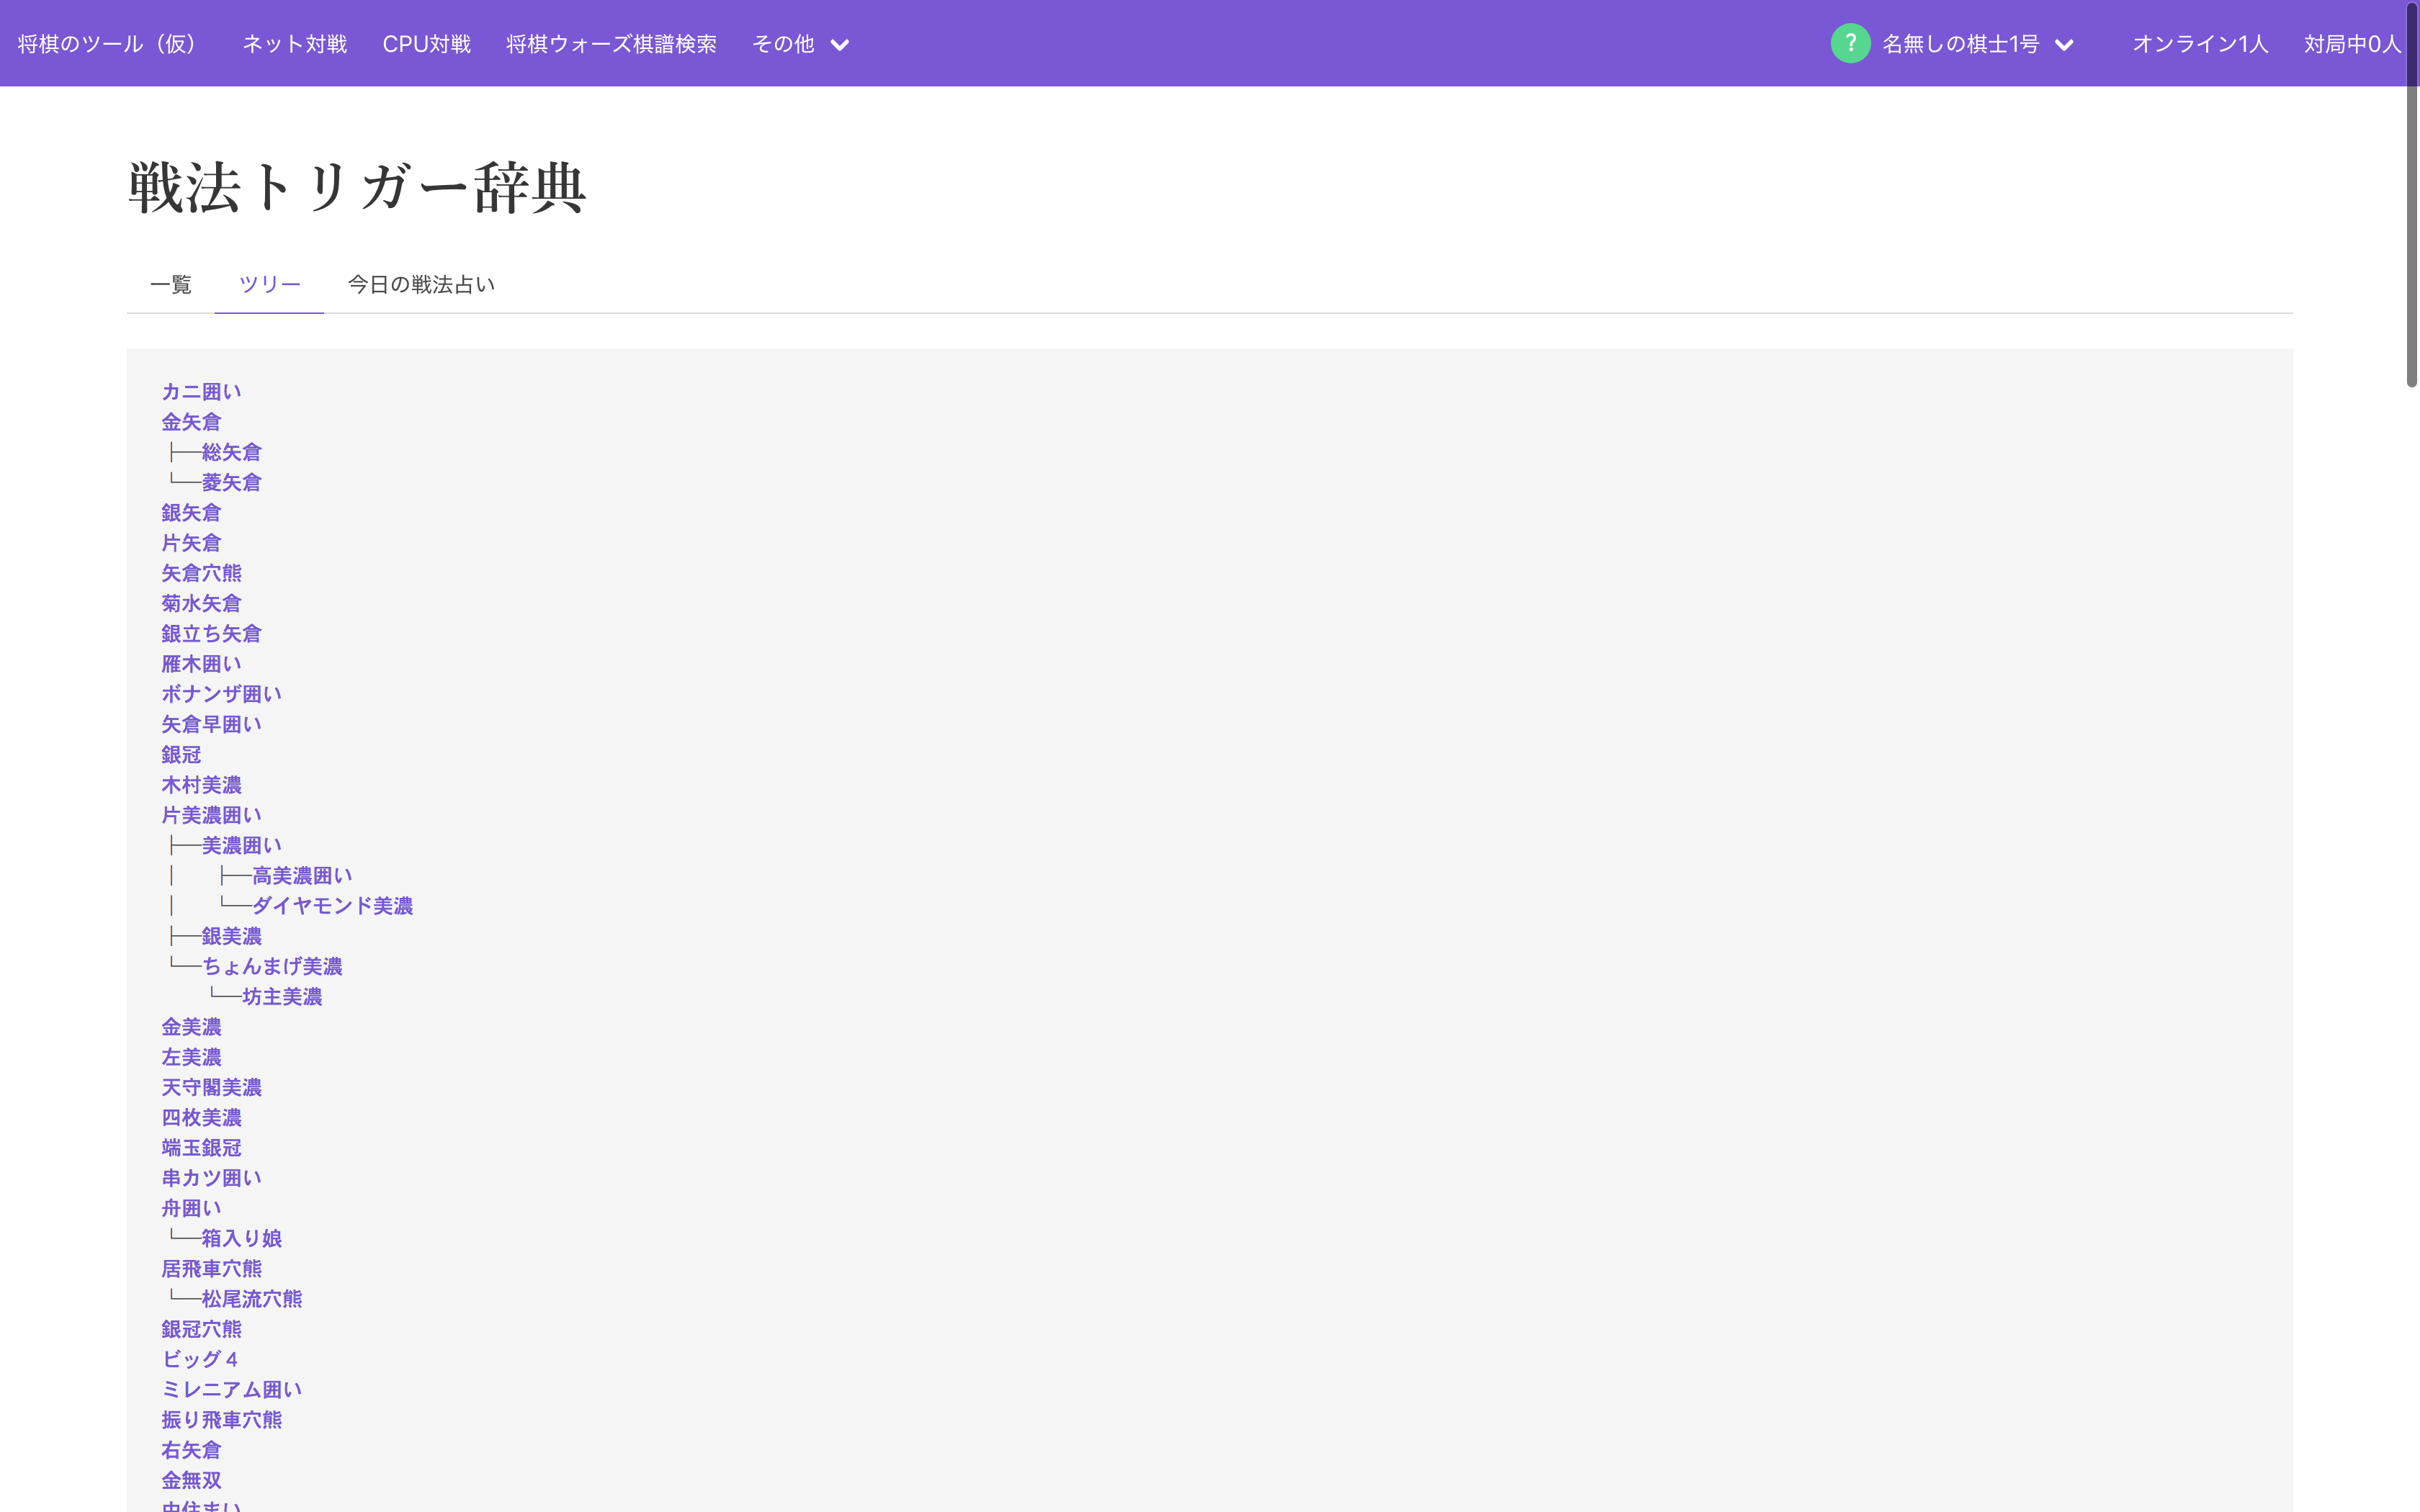 将棋のツール（仮） ネット対戦 CPU対戦 将棋ウォーズ棋譜検索 その他 ? 名無しの棋士1号 オンライン1人 対局中0人
戦法トリガー辞典
一覧 ツリー 今日の戦法占い
カニ囲い
金矢倉
├──総矢倉
└──菱矢倉
銀矢倉
片矢倉
矢倉穴熊
菊水矢倉
銀立ち矢倉
雁木囲い
ボナンザ囲い
矢倉早囲い
銀冠
木村美濃
片美濃囲い
├──美濃囲い
│   ├──高美濃囲い
│   └──ダイヤモンド美濃
├──銀美濃
└──ちょんまげ美濃
    └──坊主美濃
金美濃
左美濃
天守閣美濃
四枚美濃
端玉銀冠
串カツ囲い
舟囲い
└──箱入り娘
居飛車穴熊
└──松尾流穴熊
銀冠穴熊
ビッグ４
ミレニアム囲い
振り飛車穴熊
右矢倉
金無双
中住まい